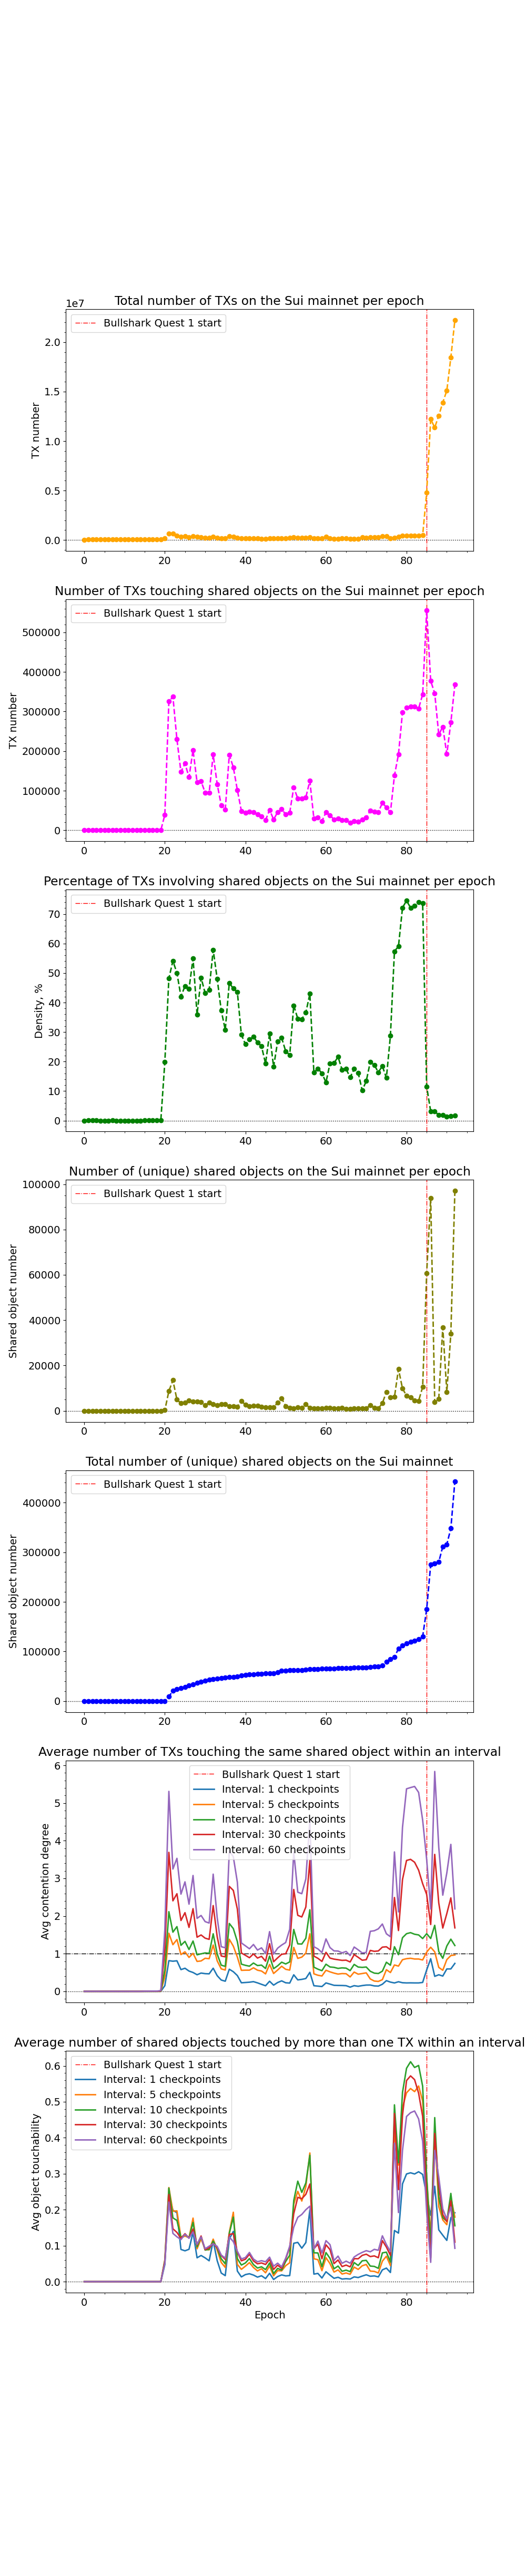 Total number of TXs on the Sui mainnet per epoch
1e7
Bullshark Quest 1 start
2.0
1.5
1.0
0.5
0.0
TX number
0 20 40 60 80
Number of TXs touching shared objects on the Sui mainnet per epoch
Bullshark Quest 1 start
500000
400000
300000
200000
100000
0
TX number
0 20 40 60 80
Percentage of TXs involving shared objects on the Sui mainnet per epoch
Bullshark Quest 1 start
70
60
50
40
30
20
10
0
Density, %
0 20 40 60 80
Number of (unique) shared objects on the Sui mainnet per epoch
Bullshark Quest 1 start
100000
80000
60000
40000
20000
0
Shared object number
0 20 40 60 80
Total number of (unique) shared objects on the Sui mainnet
Bullshark Quest 1 start
400000
300000
200000
100000
0
Shared object number
0 20 40 60 80
Average number of TXs touching the same shared object within an interval
Bullshark Quest 1 start
Interval: 1 checkpoints
Interval: 5 checkpoints
Interval: 10 checkpoints
Interval: 30 checkpoints
Interval: 60 checkpoints
6
5
4
3
2
1
0
Avg contention degree
0 20 40 60 80
Average number of shared objects touched by more than one TX within an interval
Bullshark Quest 1 start
Interval: 1 checkpoints
Interval: 5 checkpoints
Interval: 10 checkpoints
Interval: 30 checkpoints
Interval: 60 checkpoints
0.6
0.5
0.4
0.3
0.2
0.1
0.0
Avg object touchability
0 20 40 60 80
Epoch